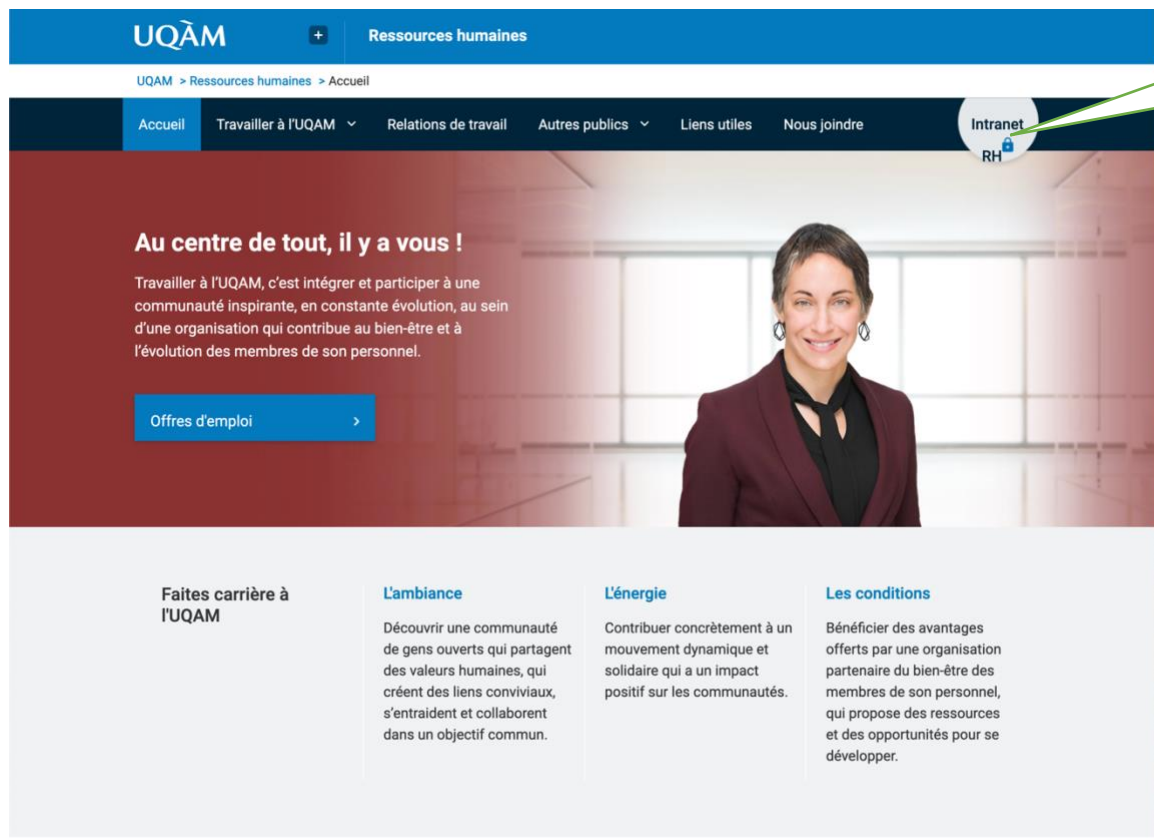 UQÀM
+
Ressources humaines
UQAM > Ressources humaines > Accueil
Accueil Travailler à l'UQAM Relations de travail Autres publics Liens utiles Nous joindre
Intranet
RH
Au centre de tout, il y a vous !
Travailler à l'UQAM, c'est intégrer et participer à une
communauté inspirante, en constante évolution, au sein
d'une organisation qui contribue au bien-être et à
l'évolution des membres de son personnel.
Offres d'emploi >
Faites carrière à
l'UQAM
L'ambiance
Découvrir une communauté
de gens ouverts qui partagent
des valeurs humaines, qui
créent des liens conviviaux,
s'entraident et collaborent
dans un objectif commun.
L'énergie
Contribuer concrètement à un
mouvement dynamique et
solidaire qui a un impact
positif sur les communautés.
Les conditions
Bénéficier des avantages
offerts par une organisation
partenaire du bien-être des
membres de son personnel,
qui propose des ressources
et des opportunités pour se
développer.